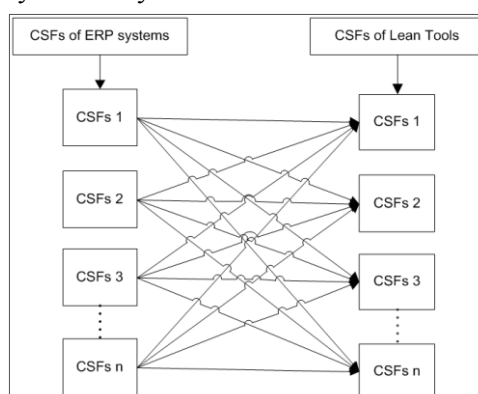 CSFs of ERP systems
CSFs of Lean Tools
CSFs 1
CSFs 1
CSFs 2
CSFs 2
CSFs 3
CSFs 3
CSFs n
CSFs n